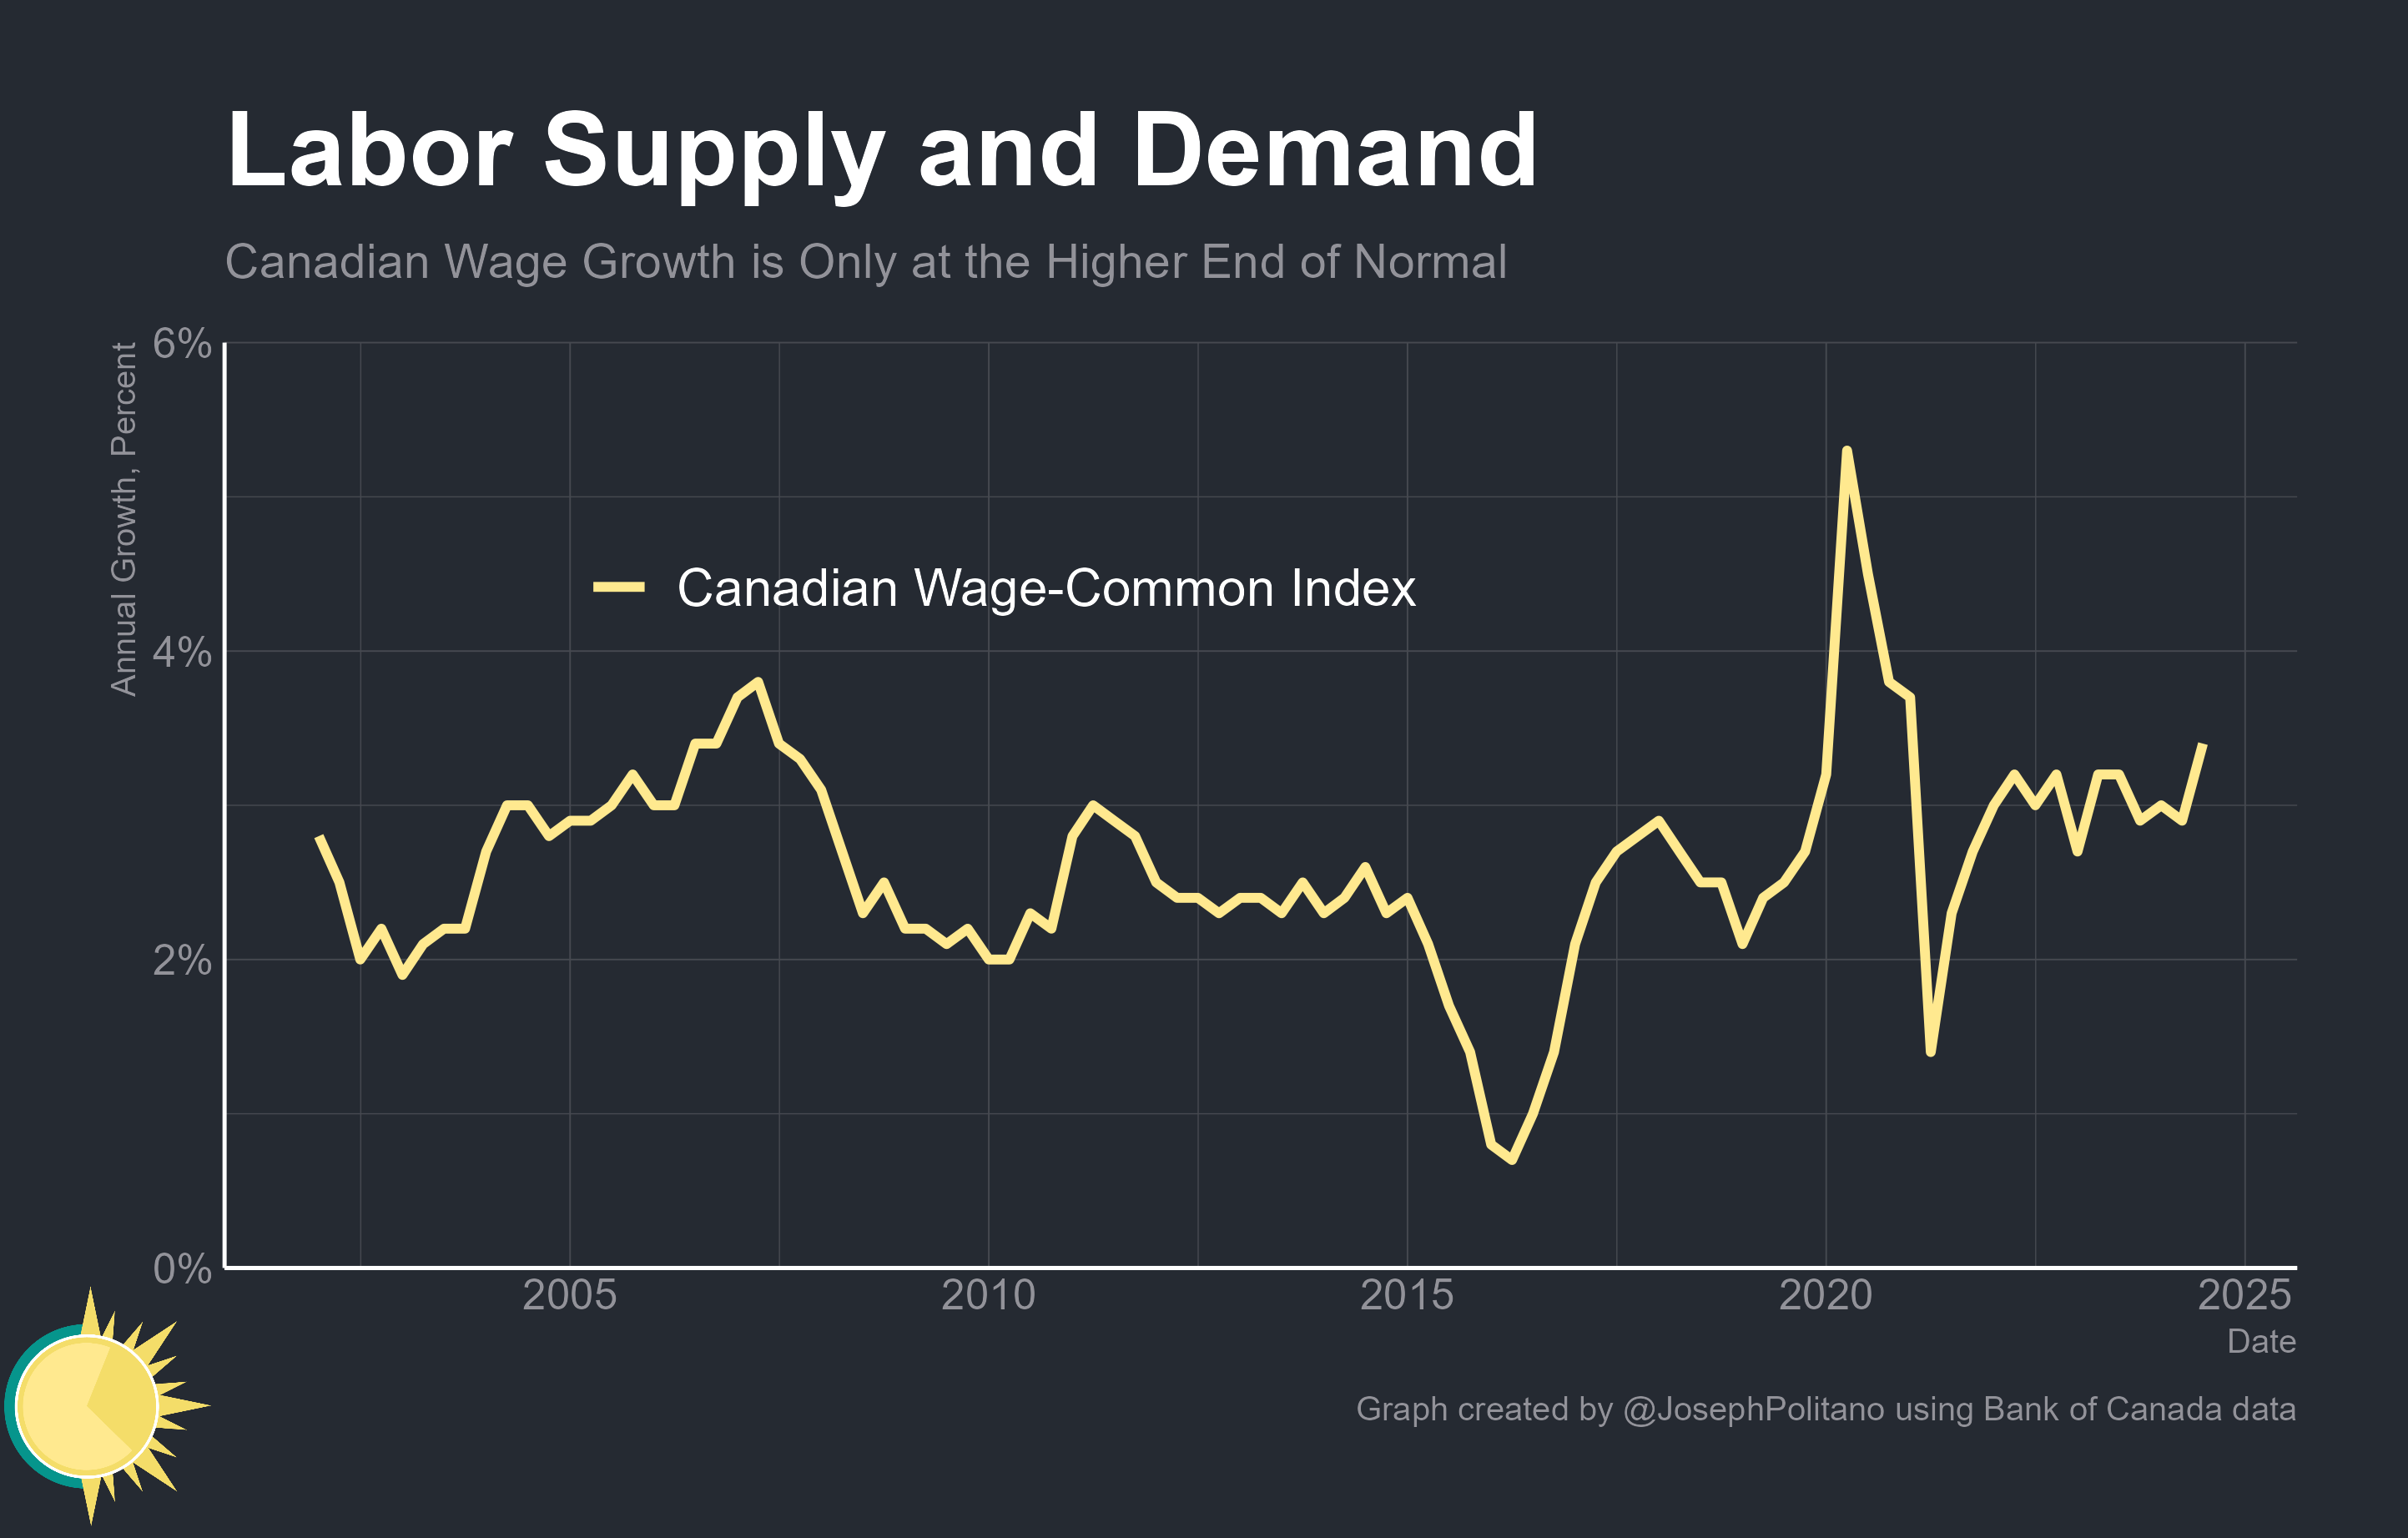 Labor Supply and Demand
Canadian Wage Growth is Only at the Higher End of Normal
Annual Growth, Percent
6%
4%
2%
0%
Canadian Wage-Common Index
2005
2010
2015
2020
2025
Date
Graph created by @JosephPolitano using Bank of Canada data